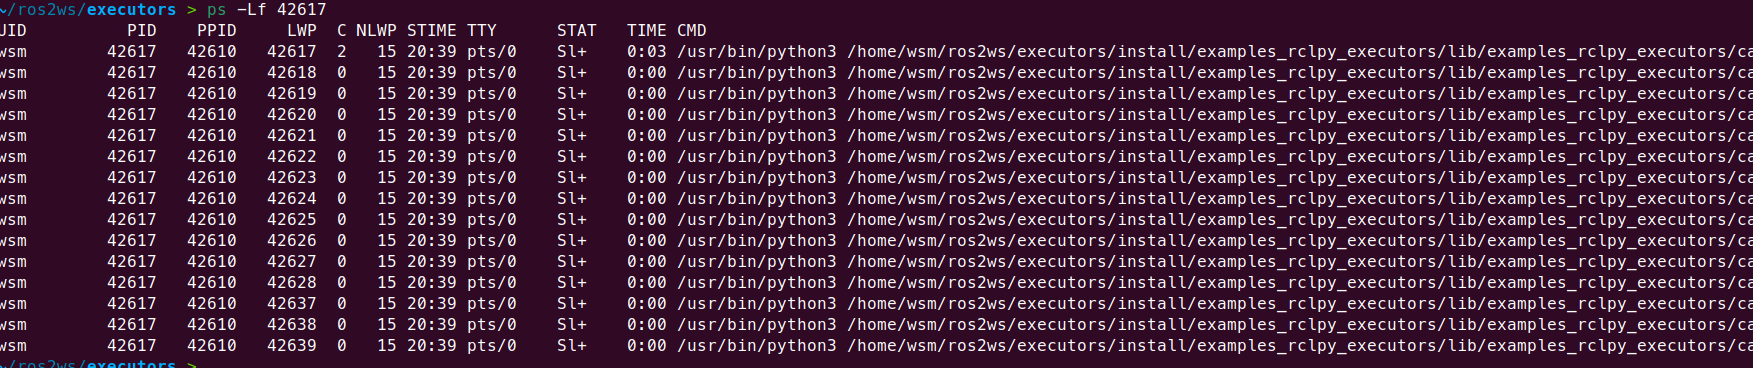 ~/ros2ws/executors > ps -Lf 42617
UID PID PPID LWP C NLWP STIME TTY STAT TIME CMD
wsm 42617 42610 42617 2 15 20:39 pts/0 Sl+ 0:03 /usr/bin/python3 /home/wsm/ros2ws/executors/install/examples_rclpy_executors/lib/examples_rclpy_executors/ca
wsm 42617 42610 42618 0 15 20:39 pts/0 Sl+ 0:00 /usr/bin/python3 /home/wsm/ros2ws/executors/install/examples_rclpy_executors/lib/examples_rclpy_executors/ca
wsm 42617 42610 42619 0 15 20:39 pts/0 Sl+ 0:00 /usr/bin/python3 /home/wsm/ros2ws/executors/install/examples_rclpy_executors/lib/examples_rclpy_executors/ca
wsm 42617 42610 42620 0 15 20:39 pts/0 Sl+ 0:00 /usr/bin/python3 /home/wsm/ros2ws/executors/install/examples_rclpy_executors/lib/examples_rclpy_executors/ca
wsm 42617 42610 42621 0 15 20:39 pts/0 Sl+ 0:00 /usr/bin/python3 /home/wsm/ros2ws/executors/install/examples_rclpy_executors/lib/examples_rclpy_executors/ca
wsm 42617 42610 42622 0 15 20:39 pts/0 Sl+ 0:00 /usr/bin/python3 /home/wsm/ros2ws/executors/install/examples_rclpy_executors/lib/examples_rclpy_executors/ca
wsm 42617 42610 42623 0 15 20:39 pts/0 Sl+ 0:00 /usr/bin/python3 /home/wsm/ros2ws/executors/install/examples_rclpy_executors/lib/examples_rclpy_executors/ca
wsm 42617 42610 42624 0 15 20:39 pts/0 Sl+ 0:00 /usr/bin/python3 /home/wsm/ros2ws/executors/install/examples_rclpy_executors/lib/examples_rclpy_executors/ca
wsm 42617 42610 42625 0 15 20:39 pts/0 Sl+ 0:00 /usr/bin/python3 /home/wsm/ros2ws/executors/install/examples_rclpy_executors/lib/examples_rclpy_executors/ca
wsm 42617 42610 42626 0 15 20:39 pts/0 Sl+ 0:00 /usr/bin/python3 /home/wsm/ros2ws/executors/install/examples_rclpy_executors/lib/examples_rclpy_executors/ca
wsm 42617 42610 42627 0 15 20:39 pts/0 Sl+ 0:00 /usr/bin/python3 /home/wsm/ros2ws/executors/install/examples_rclpy_executors/lib/examples_rclpy_executors/ca
wsm 42617 42610 42628 0 15 20:39 pts/0 Sl+ 0:00 /usr/bin/python3 /home/wsm/ros2ws/executors/install/examples_rclpy_executors/lib/examples_rclpy_executors/ca
wsm 42617 42610 42637 0 15 20:39 pts/0 Sl+ 0:00 /usr/bin/python3 /home/wsm/ros2ws/executors/install/examples_rclpy_executors/lib/examples_rclpy_executors/ca
wsm 42617 42610 42638 0 15 20:39 pts/0 Sl+ 0:00 /usr/bin/python3 /home/wsm/ros2ws/executors/install/examples_rclpy_executors/lib/examples_rclpy_executors/ca
wsm 42617 42610 42639 0 15 20:39 pts/0 Sl+ 0:00 /usr/bin/python3 /home/wsm/ros2ws/executors/install/examples_rclpy_executors/lib/examples_rclpy_executors/ca
~/ros2ws/executors >